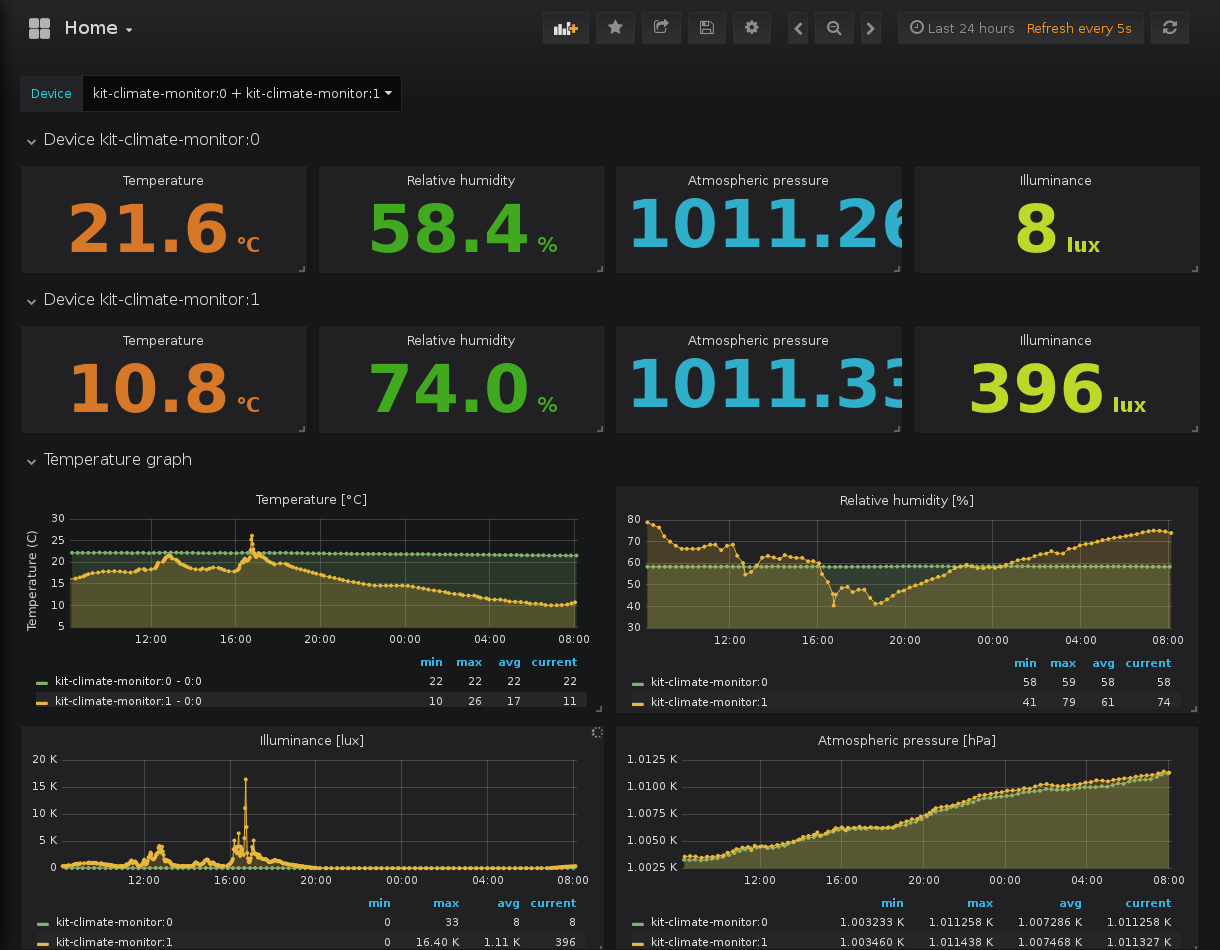 Home
Last 24 hours Refresh every 5s
Device kit-climate-monitor:0 + kit-climate-monitor:1
Device kit-climate-monitor:0
Temperature Relative humidity Atmospheric pressure Illuminance
21.6 °C 58.4 % 1011.26 8 lux
Device kit-climate-monitor:1
Temperature Relative humidity Atmospheric pressure Illuminance
10.8 °C 74.0 % 1011.33 396 lux
Temperature graph
Temperature [°C]
Temperature (C)
30
25
20
15
10
5
12:00 16:00 20:00 00:00 04:00 08:00
min max avg current
kit-climate-monitor:0 - 0:0 22 22 22 22
kit-climate-monitor:1 - 0:0 10 26 17 11
Relative humidity [%]
80
70
60
50
40
30
12:00 16:00 20:00 00:00 04:00 08:00
min max avg current
kit-climate-monitor:0 58 59 58 58
kit-climate-monitor:1 41 79 61 74
Illuminance [lux]
20 K
15 K
10 K
5 K
0
12:00 16:00 20:00 00:00 04:00 08:00
min max avg current
kit-climate-monitor:0 0 33 8 8
kit-climate-monitor:1 0 16.40 K 1.11 K 396
Atmospheric pressure [hPa]
1.0125 K
1.0100 K
1.0075 K
1.0050 K
1.0025 K
12:00 16:00 20:00 00:00 04:00 08:00
min max avg current
kit-climate-monitor:0 1.003233 K 1.011258 K 1.007286 K 1.011258 K
kit-climate-monitor:1 1.003460 K 1.011438 K 1.007468 K 1.011327 K